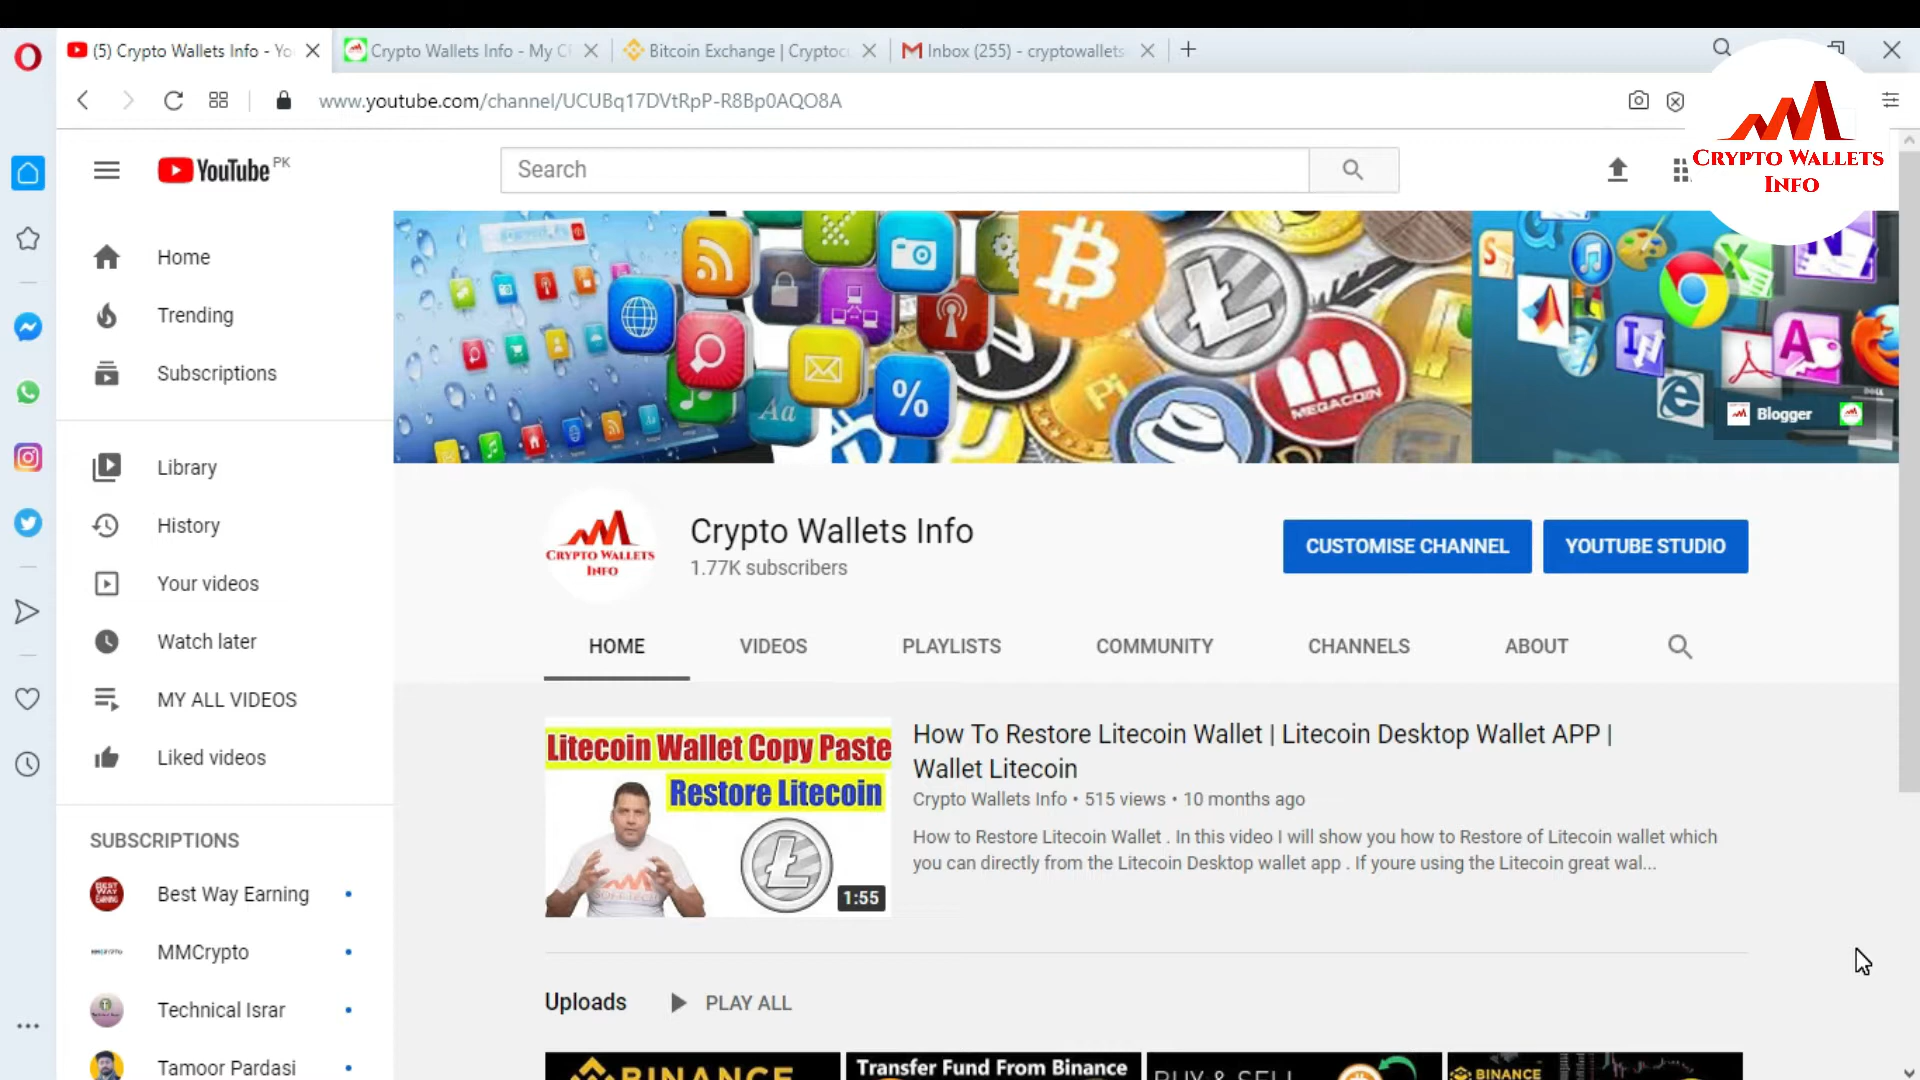 (5) Crypto Wallets Info - Yo
Crypto Wallets Info - My C
Bitcoin Exchange | Cryptoc
Inbox (255) - cryptowallets
www.youtube.com/channel/UCUBq17DVtRpP-R8Bp0AQO8A
CRYPTO WALLETS
INFO
YouTube PK
Search
Home
Trending
Subscriptions
Library
History
Your videos
Watch later
MY ALL VIDEOS
Liked videos
SUBSCRIPTIONS
Best Way Earning
MMCrypto
Technical Israr
Tamoor Pardasi
Aa
%
Pi
MEGACOIN
DELL
Blogger
CRYPTO WALLETS
INFO
Crypto Wallets Info
1.77K subscribers
CUSTOMISE CHANNEL
YOUTUBE STUDIO
HOME
VIDEOS
PLAYLISTS
COMMUNITY
CHANNELS
ABOUT
Litecoin Wallet Copy Paste
Restore Litecoin
1:55
How To Restore Litecoin Wallet | Litecoin Desktop Wallet APP |
Wallet Litecoin
Crypto Wallets Info • 515 views • 10 months ago
How to Restore Litecoin Wallet . In this video I will show you how to Restore of Litecoin wallet which
you can directly from the Litecoin Desktop wallet app . If youre using the Litecoin great wal...
Uploads
PLAY ALL
BINANCE
Transfer Fund From Binance
BUY & SELL
BINANCE